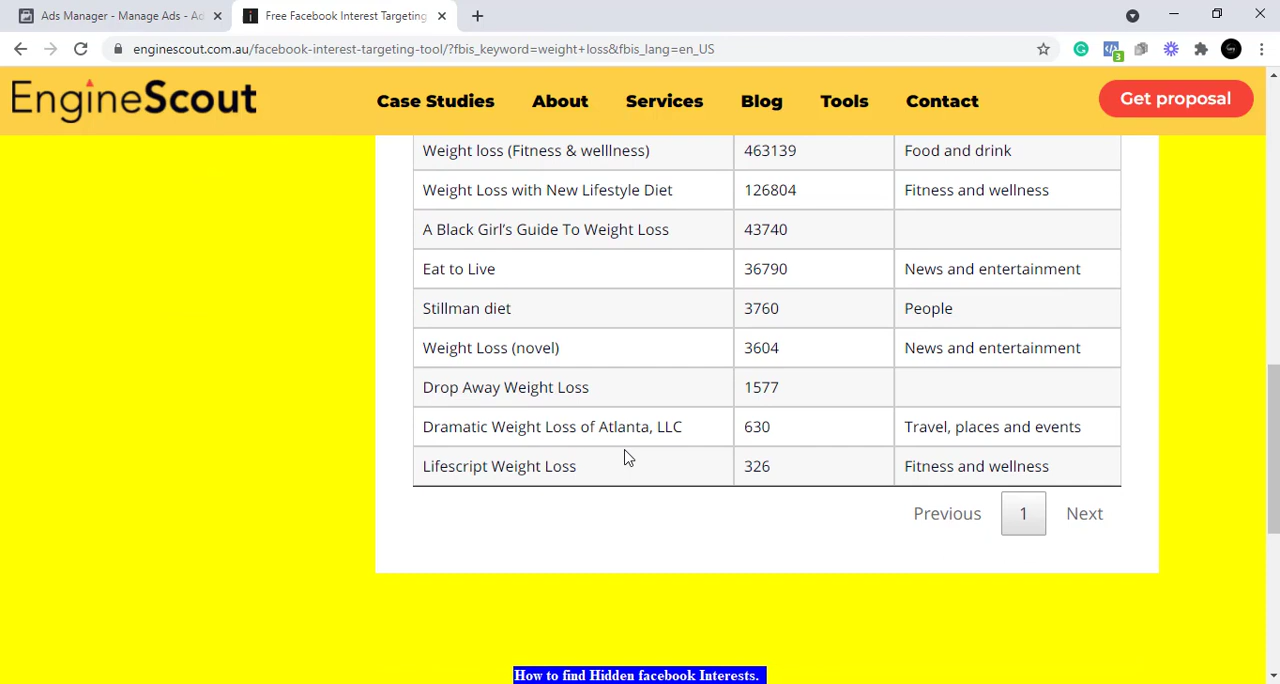 Ads Manager - Manage Ads - Ad
Free Facebook Interest Targeting
enginescout.com.au/facebook-interest-targeting-tool/?fbis_keyword=weight+loss&fbis_lang=en_US
3
EngineScout
Case Studies About Services Blog Tools Contact Get proposal
Weight loss (Fitness & welllness) 463139 Food and drink
Weight Loss with New Lifestyle Diet 126804 Fitness and wellness
A Black Girl's Guide To Weight Loss 43740
Eat to Live 36790 News and entertainment
Stillman diet 3760 People
Weight Loss (novel) 3604 News and entertainment
Drop Away Weight Loss 1577
Dramatic Weight Loss of Atlanta, LLC 630 Travel, places and events
Lifescript Weight Loss 326 Fitness and wellness
Previous 1 Next
How to find Hidden facebook Interests.